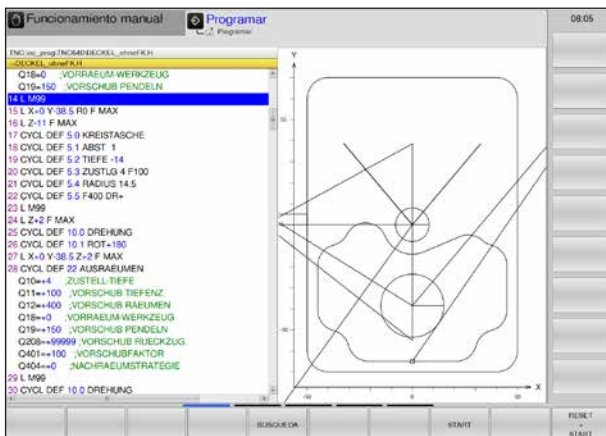 Funcionamiento manual
Programar
Programar
08:05
TNC:\nc_prog\TNC640\DECKEL_ohneFK.H
→DECKEL_ohneFK.H
Q18=0 ;VORRAEUM-WERKZEUG
Q19=150 ;VORSCHUB PENDELN
14 L M99
15 L X+0 Y-38.5 R0 F MAX
16 L Z-11 F MAX
17 CYCL DEF 5.0 KREISTASCHE
18 CYCL DEF 5.1 ABST 1
19 CYCL DEF 5.2 TIEFE -14
20 CYCL DEF 5.3 ZUSTLG 4 F100
21 CYCL DEF 5.4 RADIUS 14.5
22 CYCL DEF 5.5 F400 DR+
23 L M99
24 L Z+2 F MAX
25 CYCL DEF 10.0 DREHUNG
26 CYCL DEF 10.1 ROT+180
27 L X+0 Y-38.5 Z+2 F MAX
28 CYCL DEF 22 AUSRAEUMEN
Q10=+4 ;ZUSTELL-TIEFE
Q11=+100 ;VORSCHUB TIEFENZ
Q12=+400 ;VORSCHUB RAEUMEN
Q18=+0 ;VORRAEUM-WERKZEUG
Q19=+150 ;VORSCHUB PENDELN
Q208=+99999 ;VORSCHUB RUECKZUG
Q401=+100 ;VORSCHUBFAKTOR
Q404=+0 ;NACHRAEUMSTRATEGIE
29 L M99
30 CYCL DEF 10.0 DREHUNG
Y
X
BUSQUEDA
START
RESET
+
START